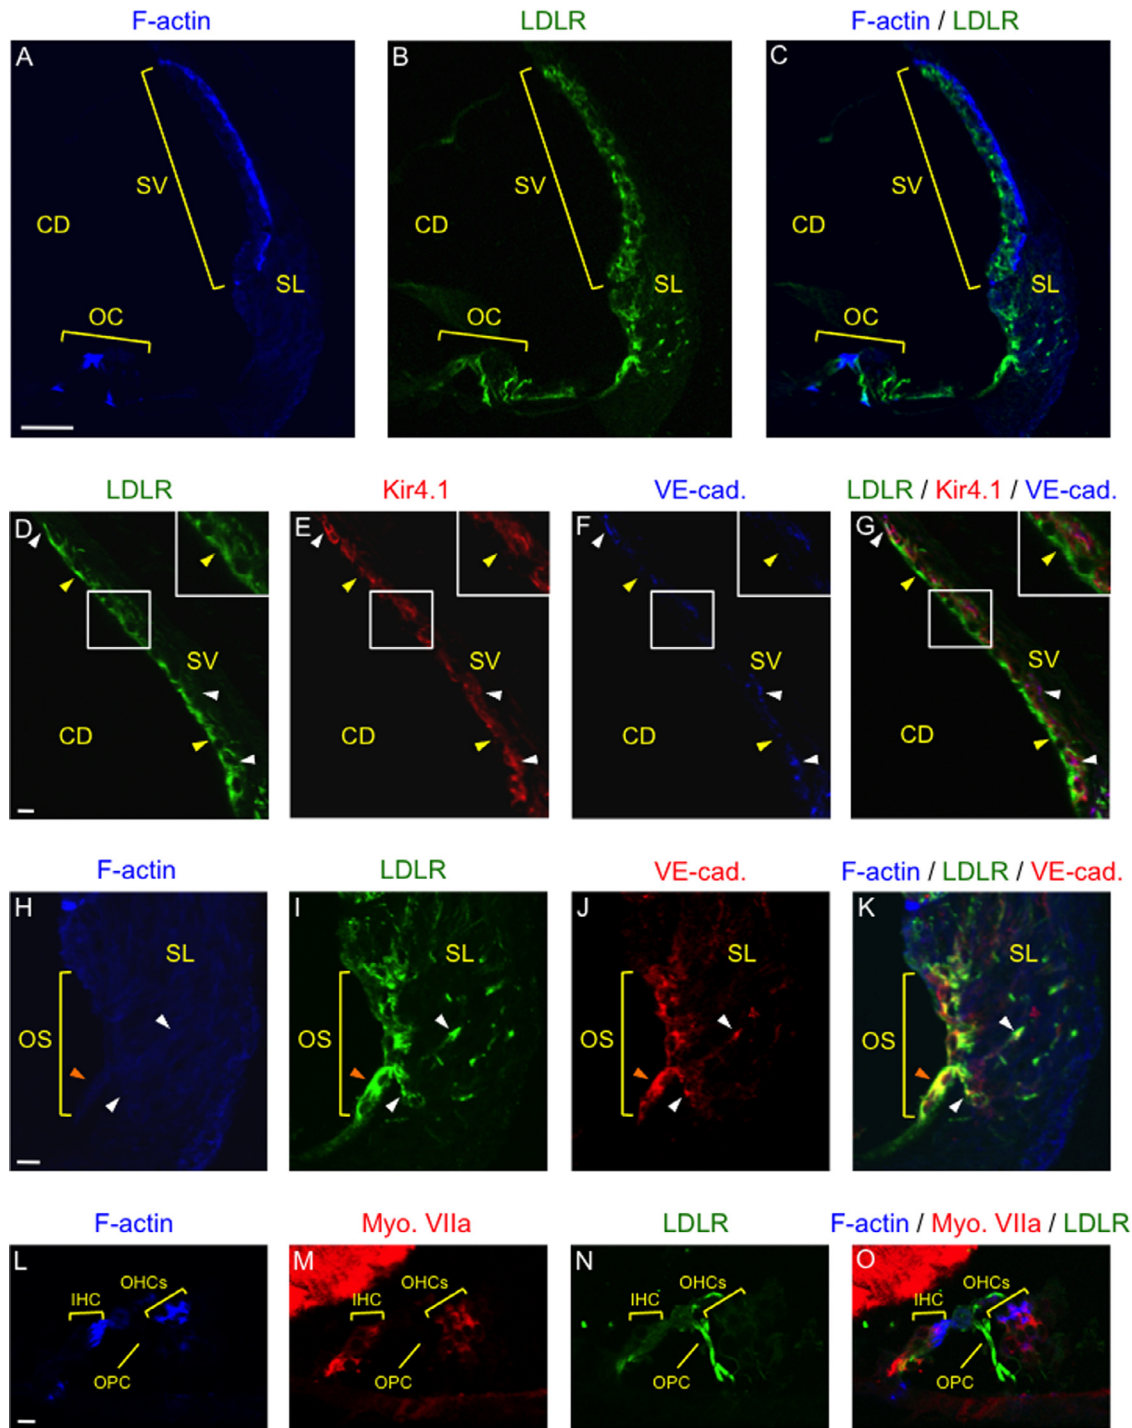 F-actin LDLR F-actin / LDLR
A B C
SV SV SV
CD CD CD
SL SL SL
OC OC OC
LDLR Kir4.1 VE-cad. LDLR / Kir4.1 / VE-cad.
D E F G
SV SV SV SV
CD CD CD CD
F-actin LDLR VE-cad. F-actin / LDLR / VE-cad.
H I J K
SL SL SL SL
OS OS OS OS
F-actin Myo. VIIa LDLR F-actin / Myo. VIIa / LDLR
L M N O
OHCs OHCs OHCs OHCs
IHC IHC IHC IHC
OPC OPC OPC OPC